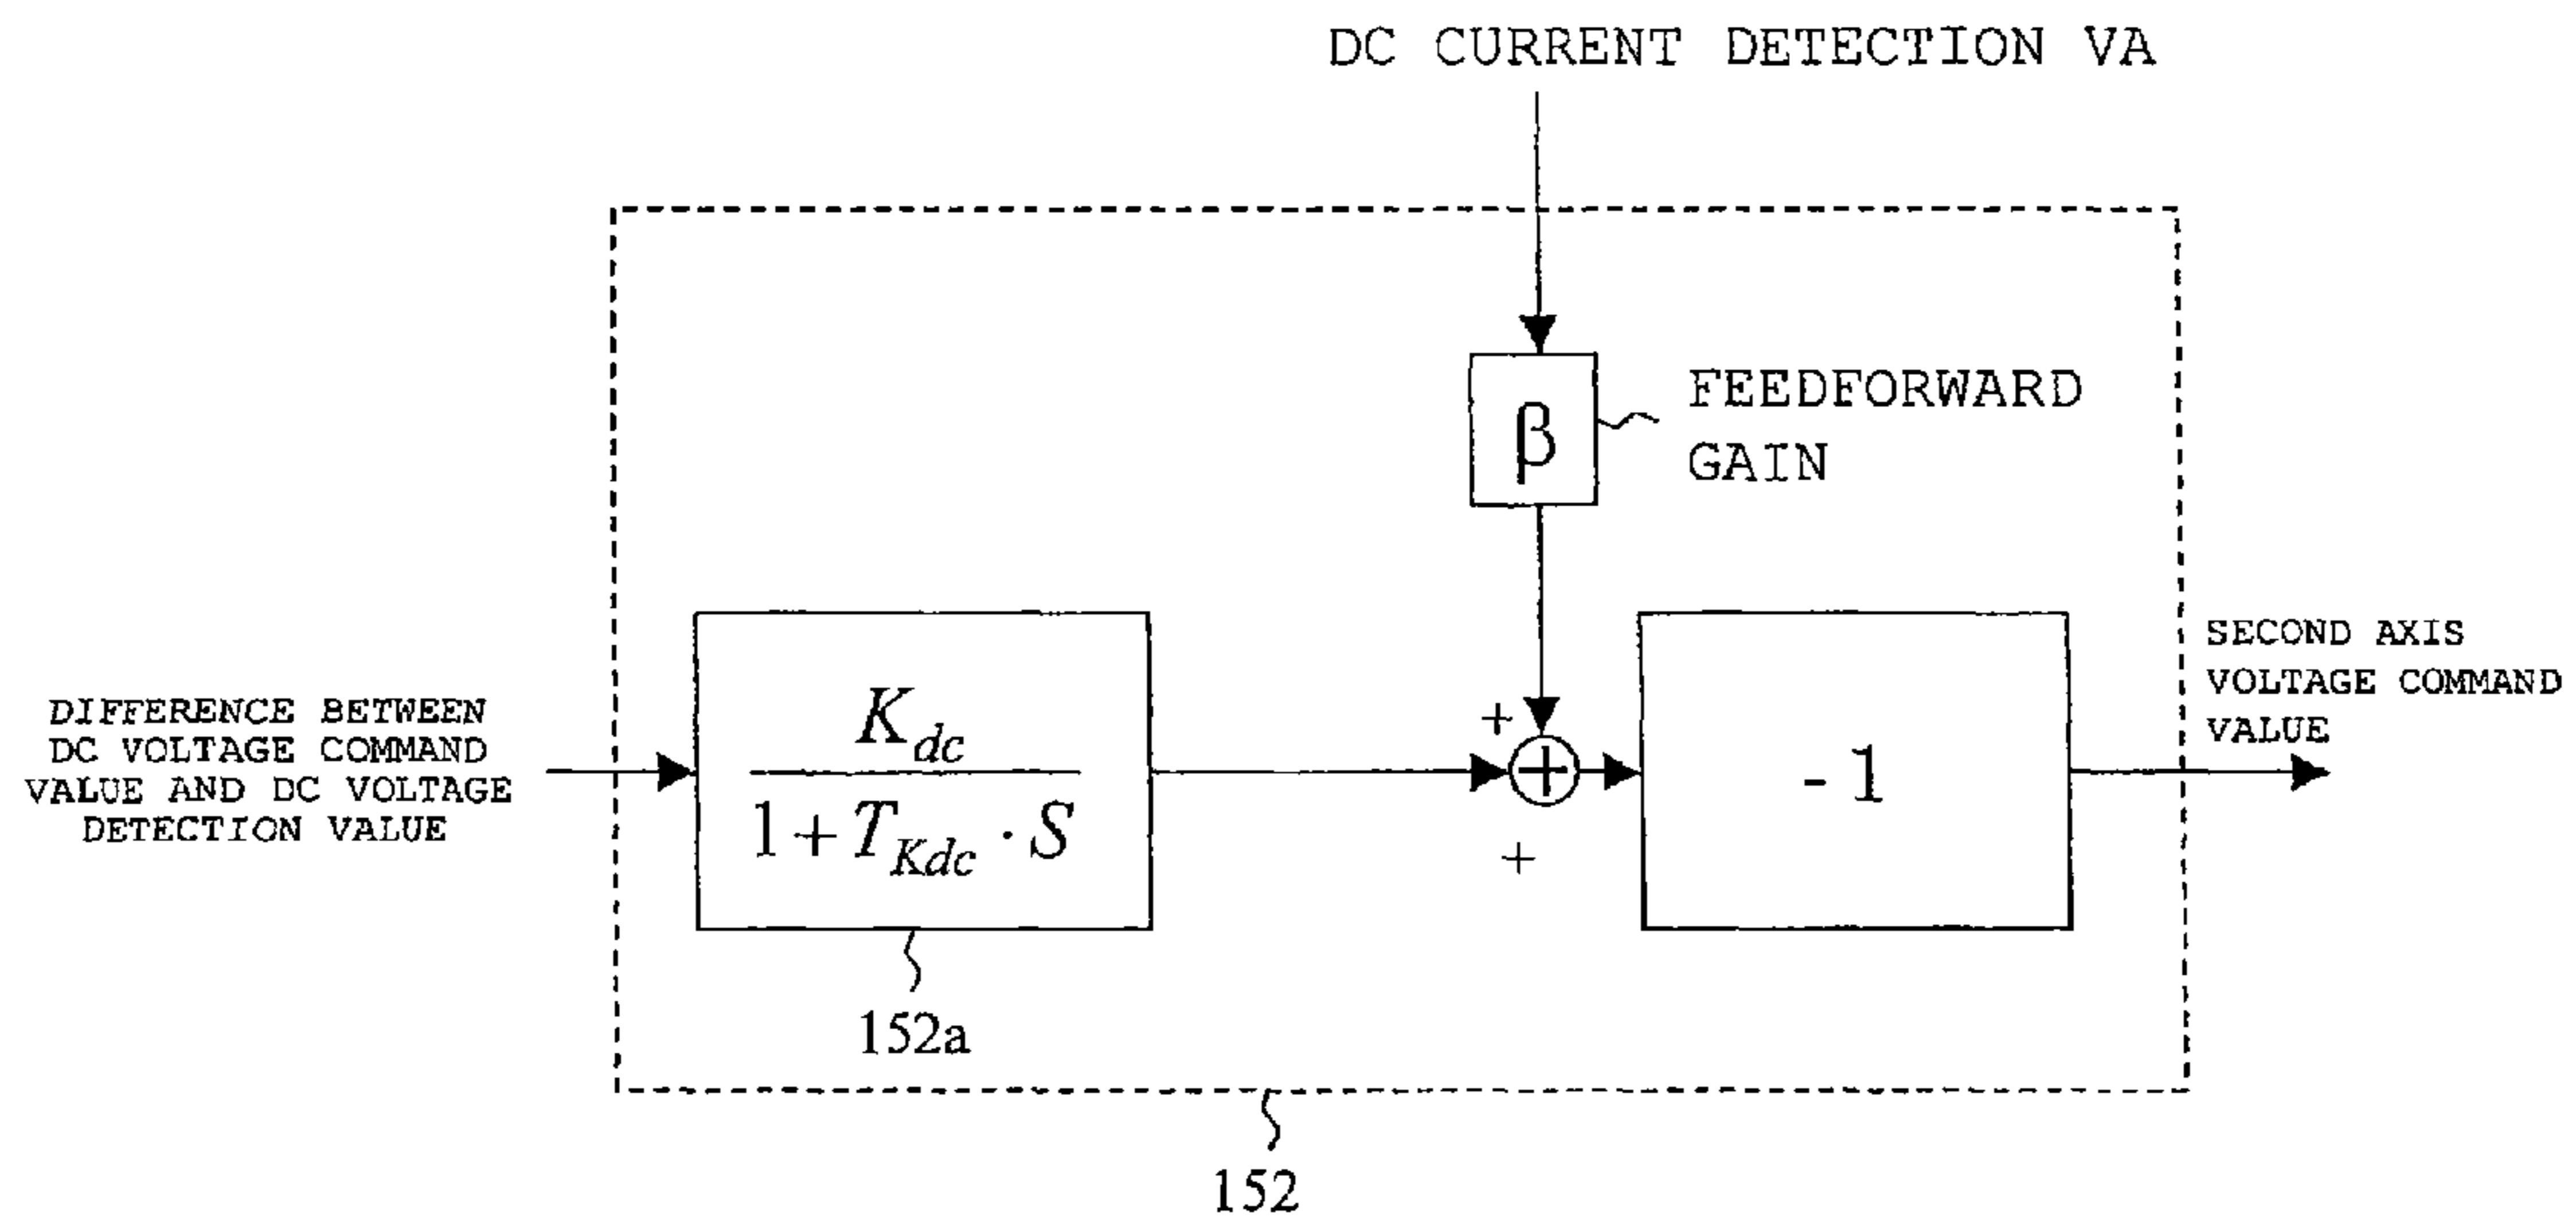 DC CURRENT DETECTION VA
β
FEEDFORWARD
GAIN
DIFFERENCE BETWEEN
DC VOLTAGE COMMAND
VALUE AND DC VOLTAGE
DETECTION VALUE
K_dc
1+T_Kdc · S
+
+
+
-1
SECOND AXIS
VOLTAGE COMMAND
VALUE
152a
152